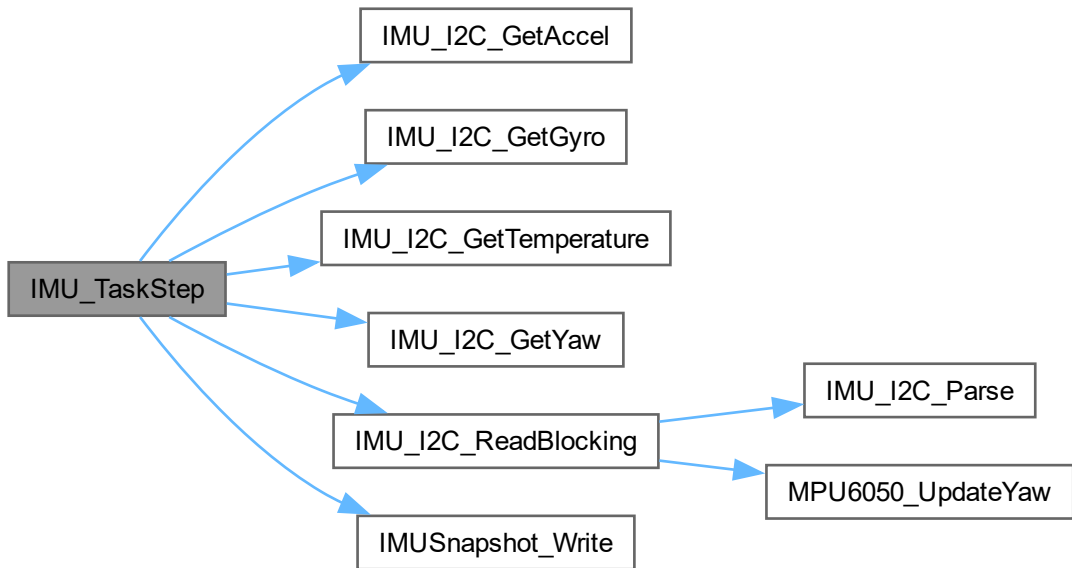 IMU_I2C_GetAccel
IMU_I2C_GetGyro
IMU_I2C_GetTemperature
IMU_TaskStep
IMU_I2C_GetYaw
IMU_I2C_Parse
IMU_I2C_ReadBlocking
MPU6050_UpdateYaw
IMUSnapshot_Write